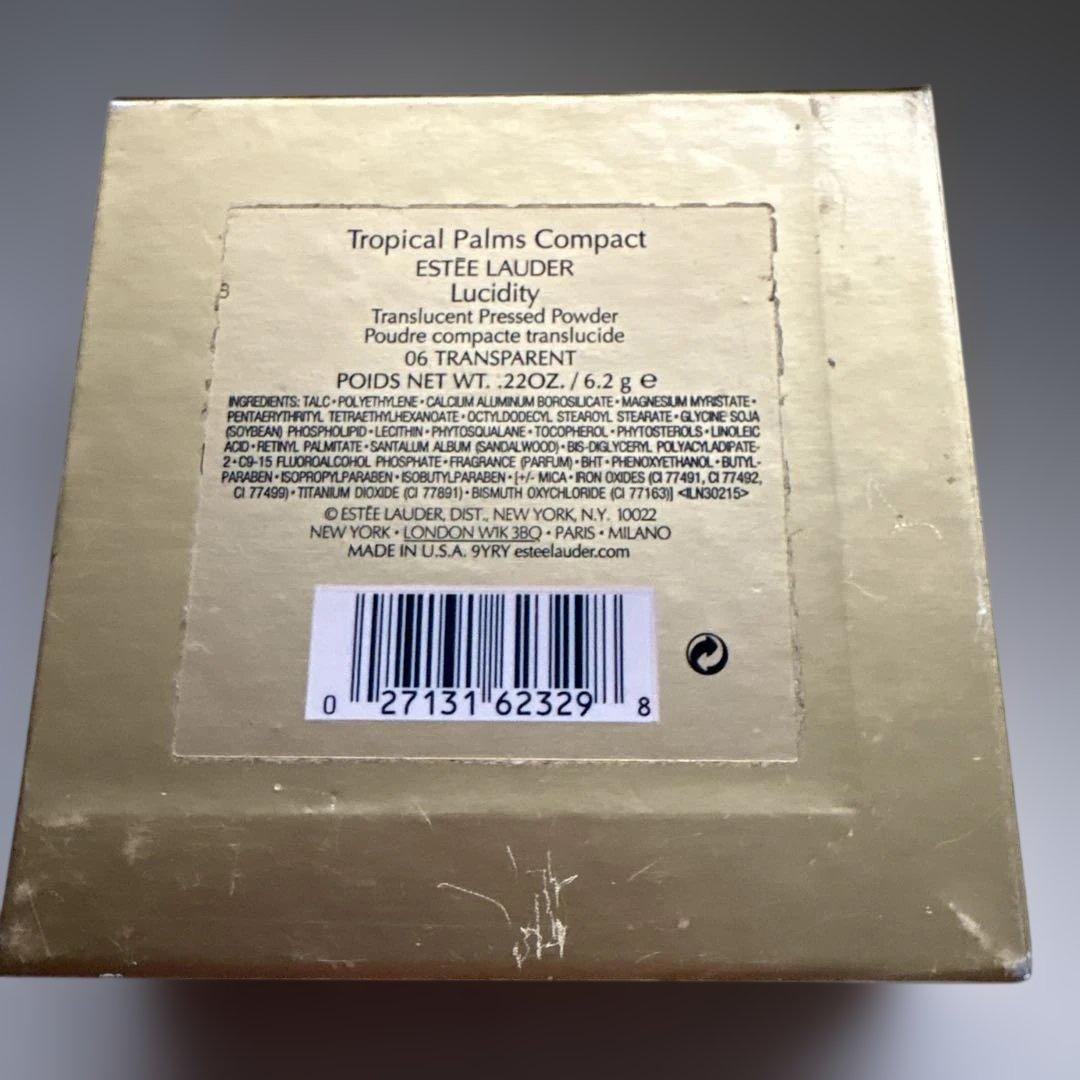 Tropical Palms Compact
ESTĒE LAUDER
Lucidity
Translucent Pressed Powder
Poudre compacte translucide
06 TRANSPARENT
POIDS NET WT. .22OZ. / 6.2 g ℮
INGREDIENTS: TALC • POLYETHYLENE • CALCIUM ALUMINUM BOROSILICATE • MAGNESIUM MYRISTATE •
PENTAERYTHRITYL TETRAETHYLHEXANOATE • OCTYLDODECYL STEAROYL STEARATE • GLYCINE SOJA
(SOYBEAN) PHOSPHOLIPID • LECITHIN • PHYTOSQUALANE • TOCOPHEROL • PHYTOSTEROLS • LINOLEIC
ACID • RETINYL PALMITATE • SANTALUM ALBUM (SANDALWOOD) • BIS-DIGLYCERYL POLYACYLADIPATE-
2 • C9-15 FLUOROALCOHOL PHOSPHATE • FRAGRANCE (PARFUM) • BHT • PHENOXYETHANOL • BUTYL-
PARABEN • ISOPROPYLPARABEN • ISOBUTYLPARABEN • [+/- MICA • IRON OXIDES (CI 77491, CI 77492,
CI 77499) • TITANIUM DIOXIDE (CI 77891) • BISMUTH OXYCHLORIDE (CI 77163)] <ILN30215>
© ESTĒE LAUDER, DIST., NEW YORK, N.Y. 10022
NEW YORK • LONDON W1K 3BQ • PARIS • MILANO
MADE IN U.S.A. 9YRY esteelauder.com
0 27131 62329 8